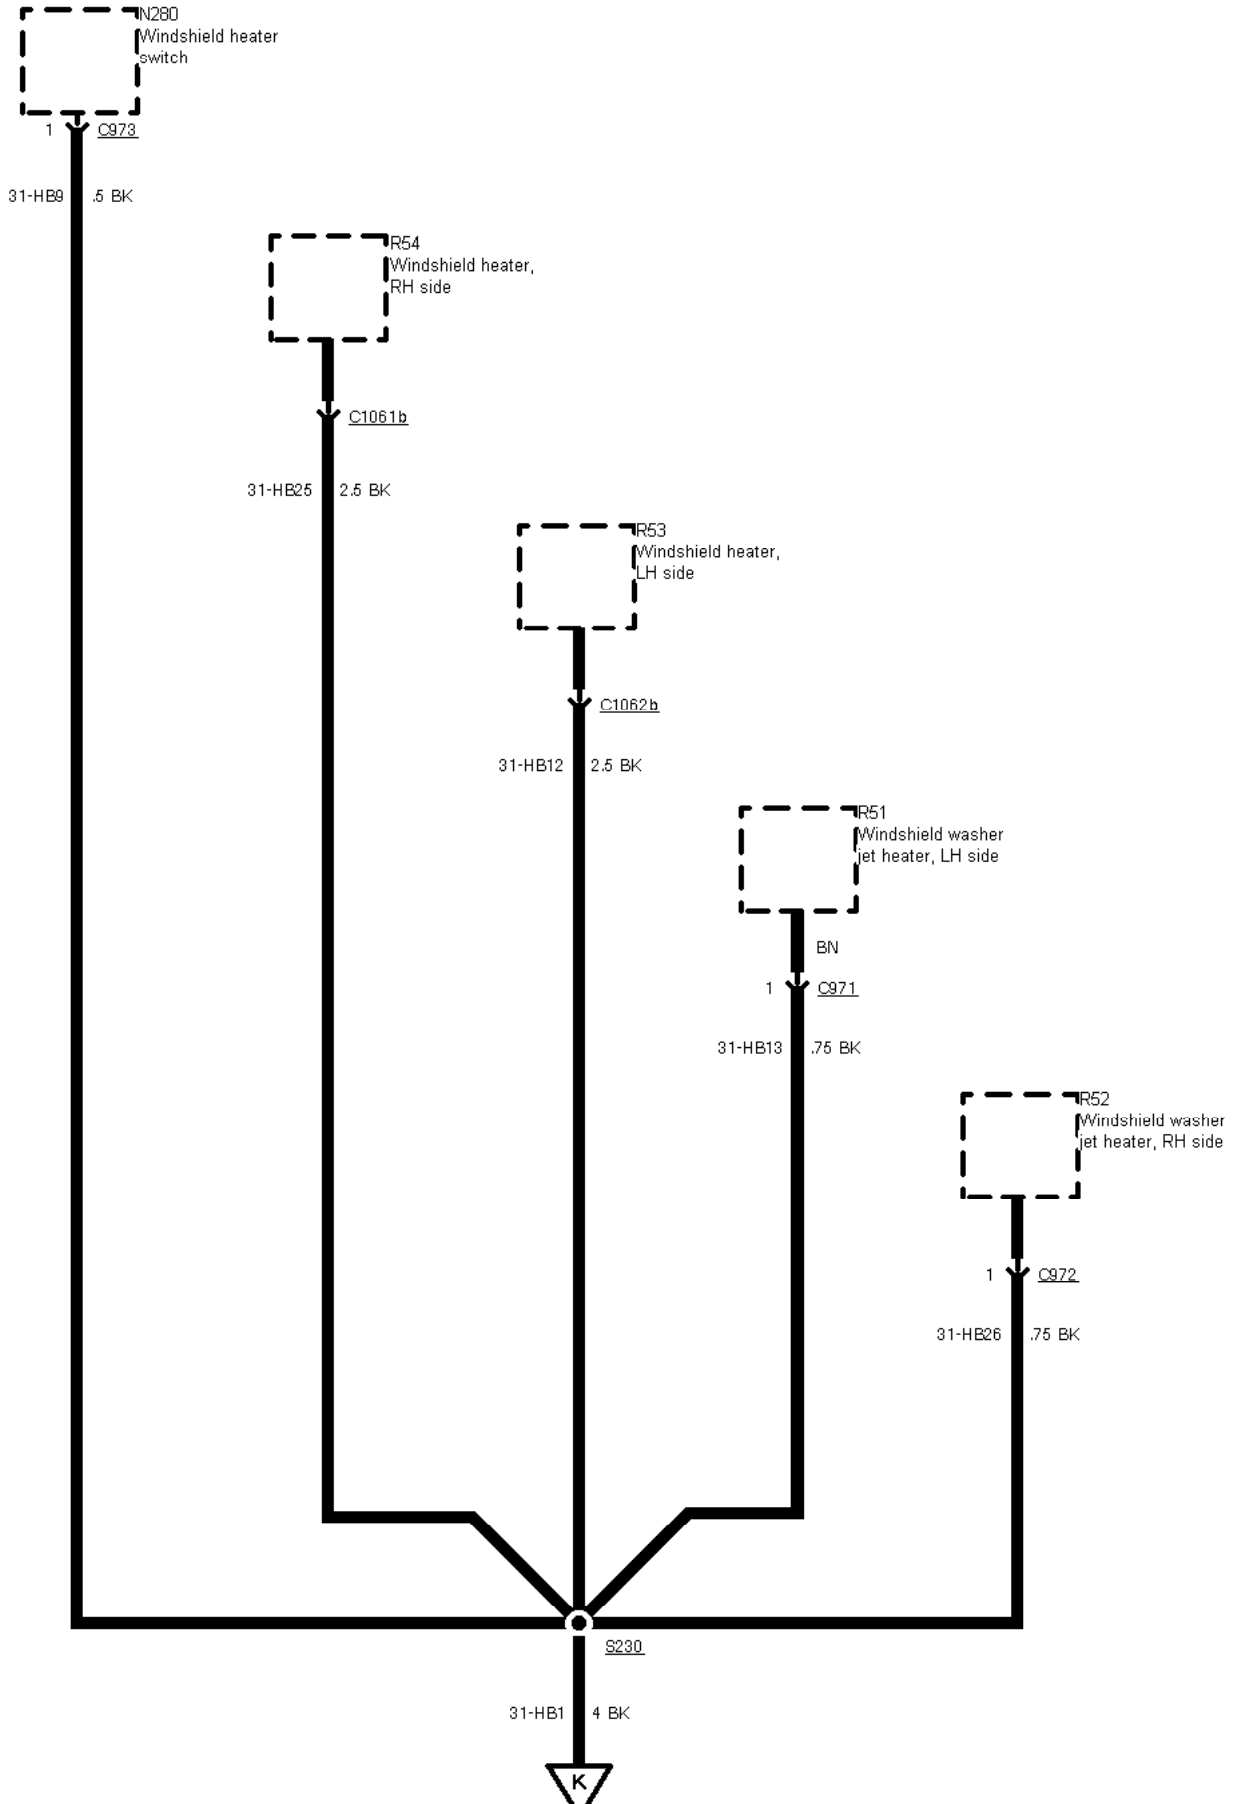 N280
Windshield heater
switch
1 C973
31-HB9 .5 BK
R54
Windshield heater,
RH side
C1061b
31-HB25 2.5 BK
R53
Windshield heater,
LH side
C1062b
31-HB12 2.5 BK
R51
Windshield washer
jet heater, LH side
BN
1 C971
31-HB13 .75 BK
R52
Windshield washer
jet heater, RH side
1 C972
31-HB26 .75 BK
S230
31-HB1 4 BK
K